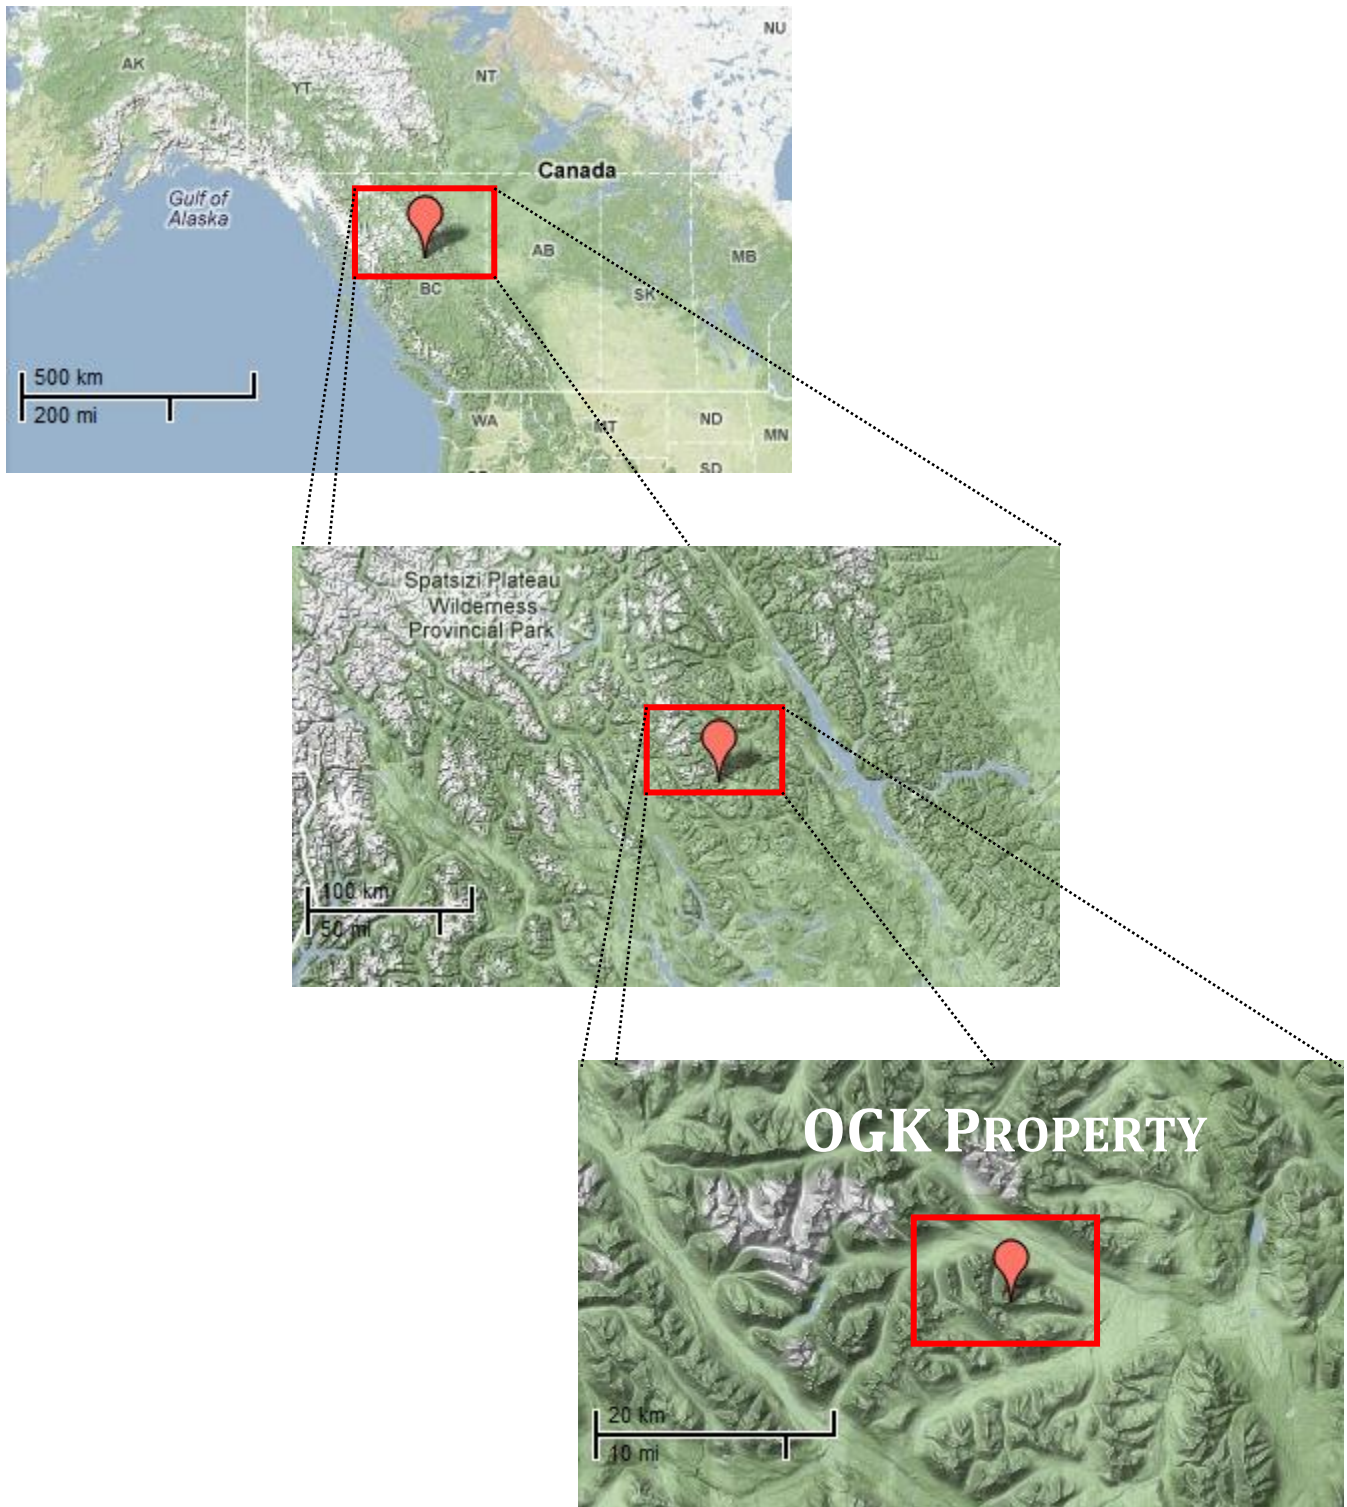 NU
AK
YT
NT
Canada
Gulf of
Alaska
AB
MB
BC
SK
500 km
200 mi
WA
MT
ND
MN
SD
Spatsizi Plateau
Wilderness
Provincial Park
100 km
50 mi
OGK PROPERTY
20 km
10 mi